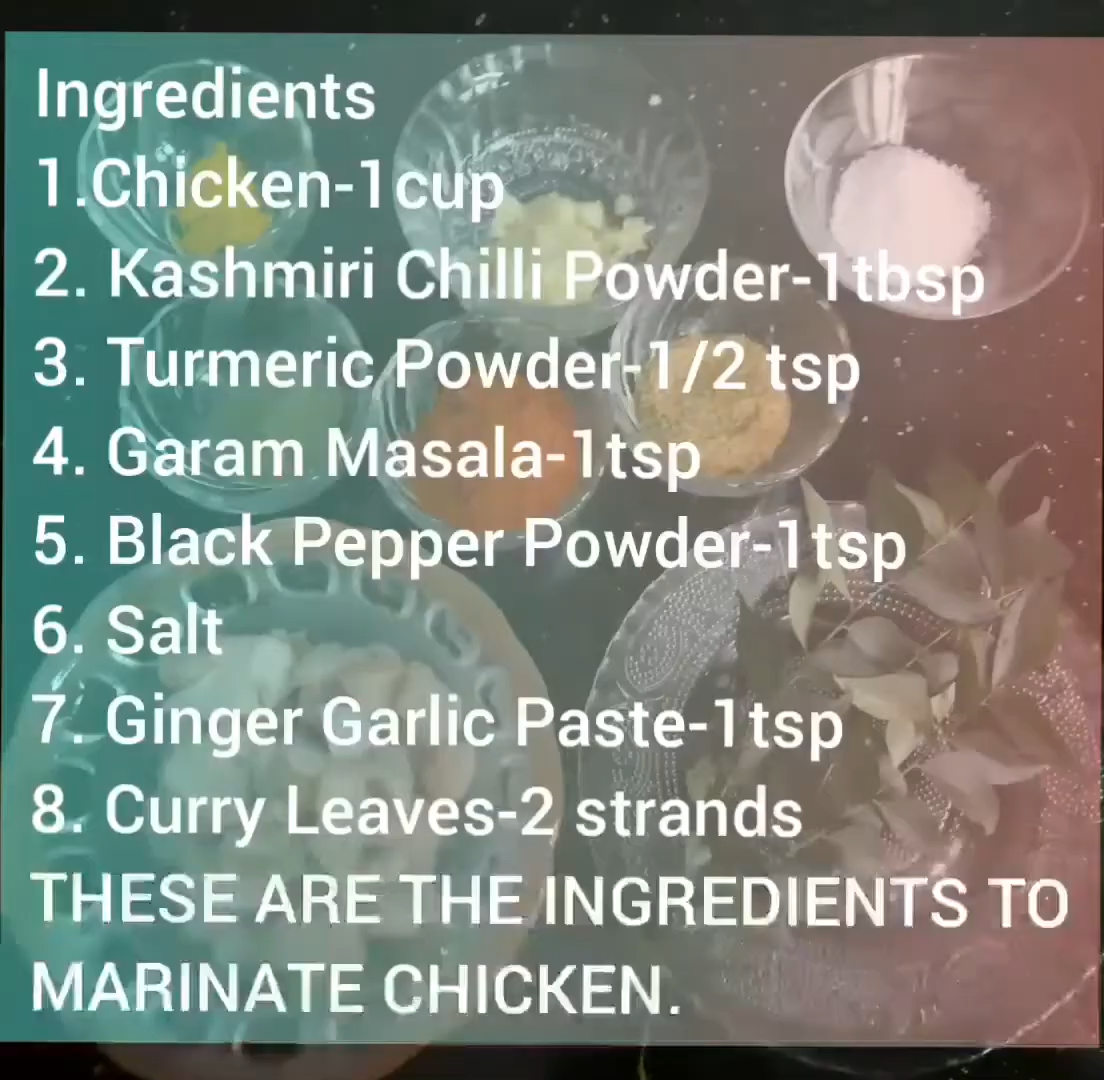 Ingredients
1.Chicken-1cup
2. Kashmiri Chilli Powder-1tbsp
3. Turmeric Powder-1/2 tsp
4. Garam Masala-1tsp
5. Black Pepper Powder-1tsp
6. Salt
7. Ginger Garlic Paste-1tsp
8. Curry Leaves-2 strands
THESE ARE THE INGREDIENTS TO
MARINATE CHICKEN.